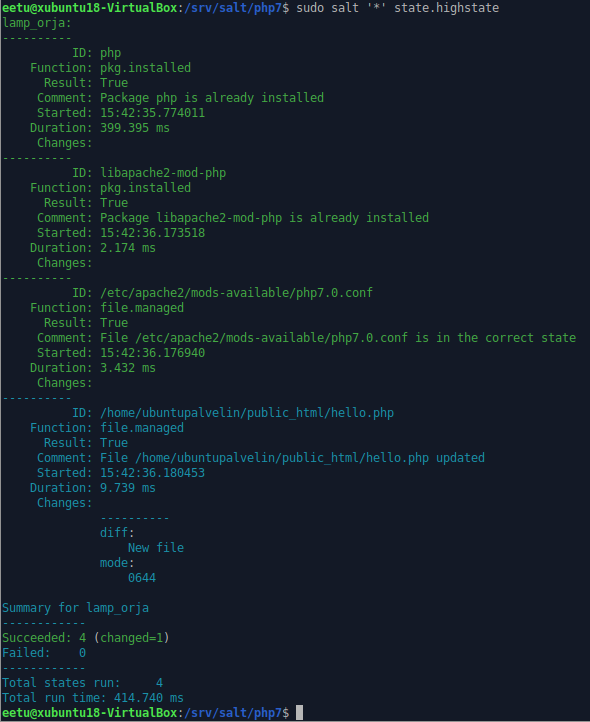 eetu@xubuntu18-VirtualBox:/srv/salt/php7$ sudo salt '*' state.highstate
lamp_orja:
----------
          ID: php
    Function: pkg.installed
      Result: True
     Comment: Package php is already installed
     Started: 15:42:35.774011
    Duration: 399.395 ms
     Changes:
----------
          ID: libapache2-mod-php
    Function: pkg.installed
      Result: True
     Comment: Package libapache2-mod-php is already installed
     Started: 15:42:36.173518
    Duration: 2.174 ms
     Changes:
----------
          ID: /etc/apache2/mods-available/php7.0.conf
    Function: file.managed
      Result: True
     Comment: File /etc/apache2/mods-available/php7.0.conf is in the correct state
     Started: 15:42:36.176940
    Duration: 3.432 ms
     Changes:
----------
          ID: /home/ubuntupalvelin/public_html/hello.php
    Function: file.managed
      Result: True
     Comment: File /home/ubuntupalvelin/public_html/hello.php updated
     Started: 15:42:36.180453
    Duration: 9.739 ms
     Changes:
              ----------
              diff:
                  New file
              mode:
                  0644

Summary for lamp_orja
------------
Succeeded: 4 (changed=1)
Failed:    0
------------
Total states run:     4
Total run time: 414.740 ms
eetu@xubuntu18-VirtualBox:/srv/salt/php7$